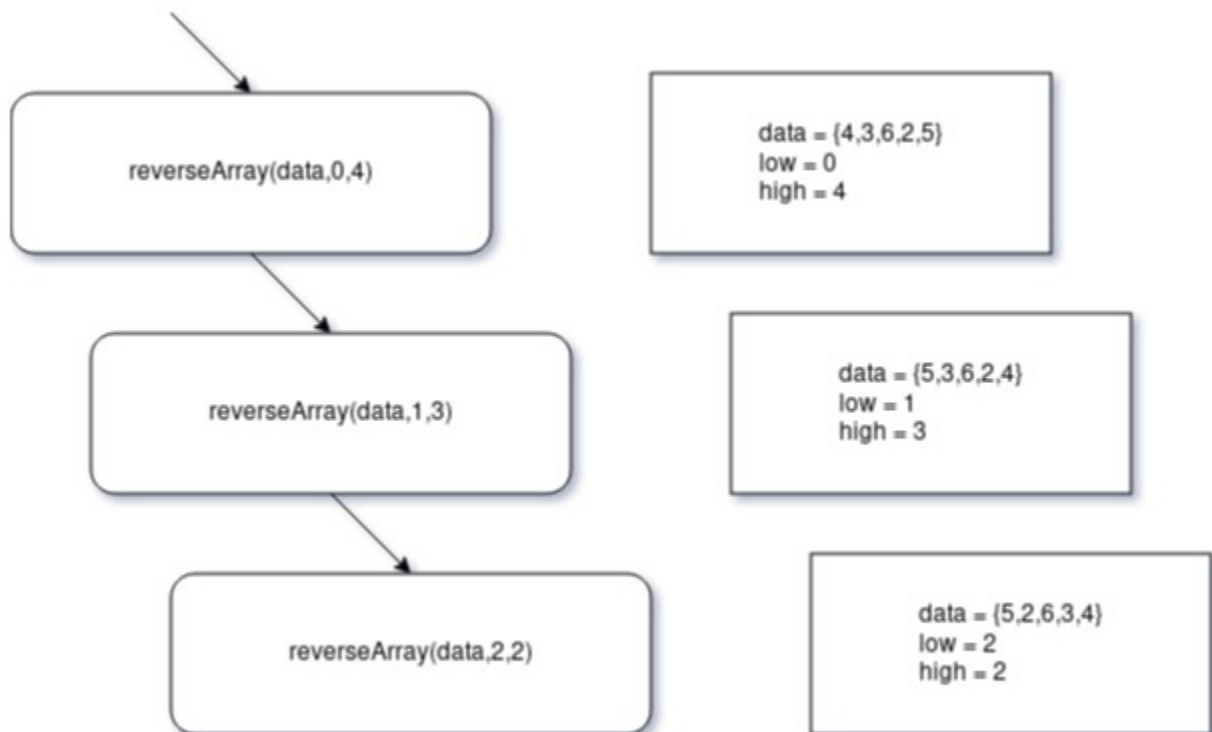 reverseArray(data,0,4)
data = {4,3,6,2,5}
low = 0
high = 4
reverseArray(data,1,3)
data = {5,3,6,2,4}
low = 1
high = 3
reverseArray(data,2,2)
data = {5,2,6,3,4}
low = 2
high = 2